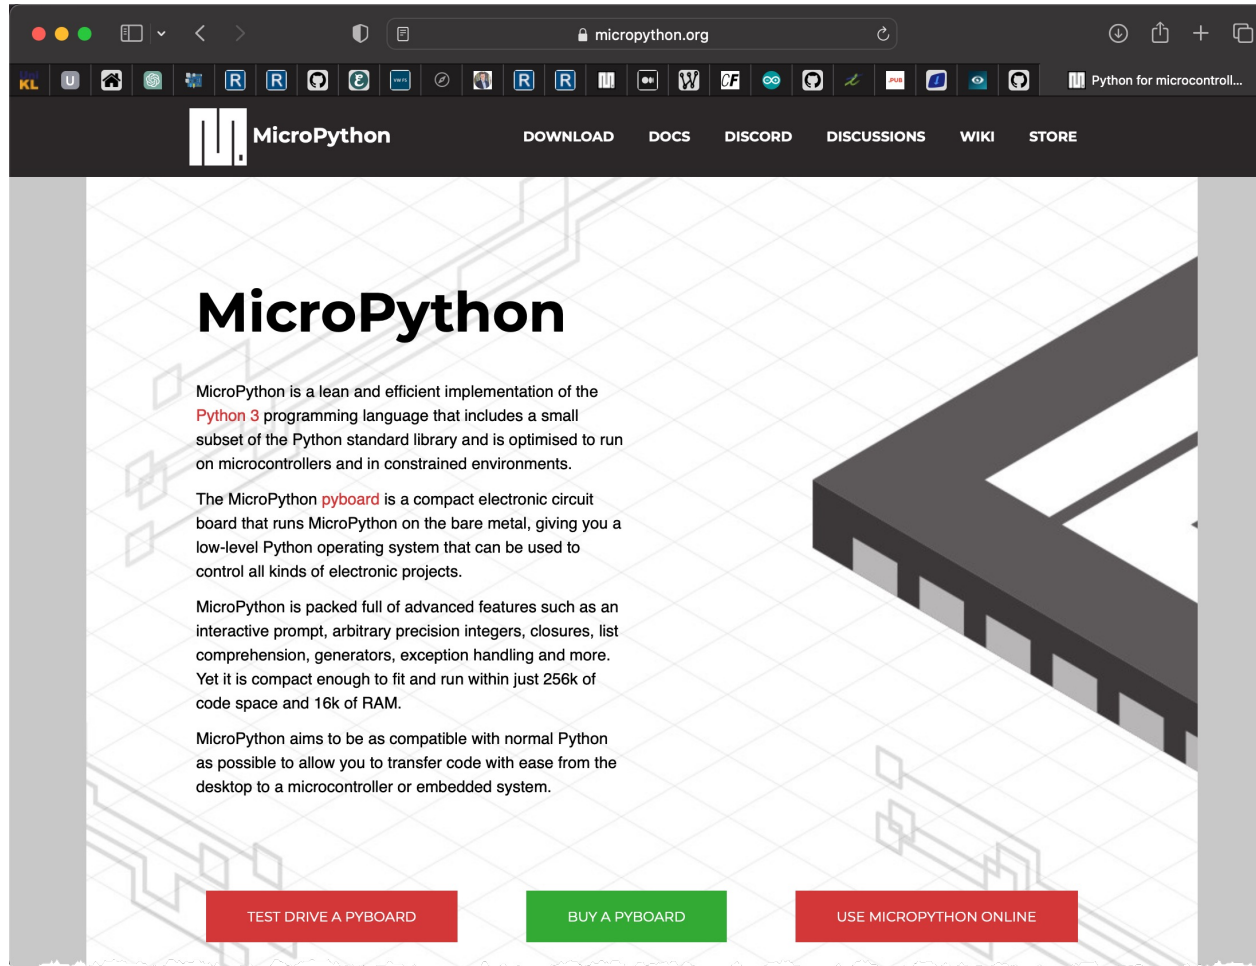 micropython.org
KL U R R E VM YS R R W CF .PUB Python for microcontroll...
MicroPython DOWNLOAD DOCS DISCORD DISCUSSIONS WIKI STORE
MicroPython
MicroPython is a lean and efficient implementation of the
Python 3 programming language that includes a small
subset of the Python standard library and is optimised to run
on microcontrollers and in constrained environments.
The MicroPython pyboard is a compact electronic circuit
board that runs MicroPython on the bare metal, giving you a
low-level Python operating system that can be used to
control all kinds of electronic projects.
MicroPython is packed full of advanced features such as an
interactive prompt, arbitrary precision integers, closures, list
comprehension, generators, exception handling and more.
Yet it is compact enough to fit and run within just 256k of
code space and 16k of RAM.
MicroPython aims to be as compatible with normal Python
as possible to allow you to transfer code with ease from the
desktop to a microcontroller or embedded system.
TEST DRIVE A PYBOARD BUY A PYBOARD USE MICROPYTHON ONLINE